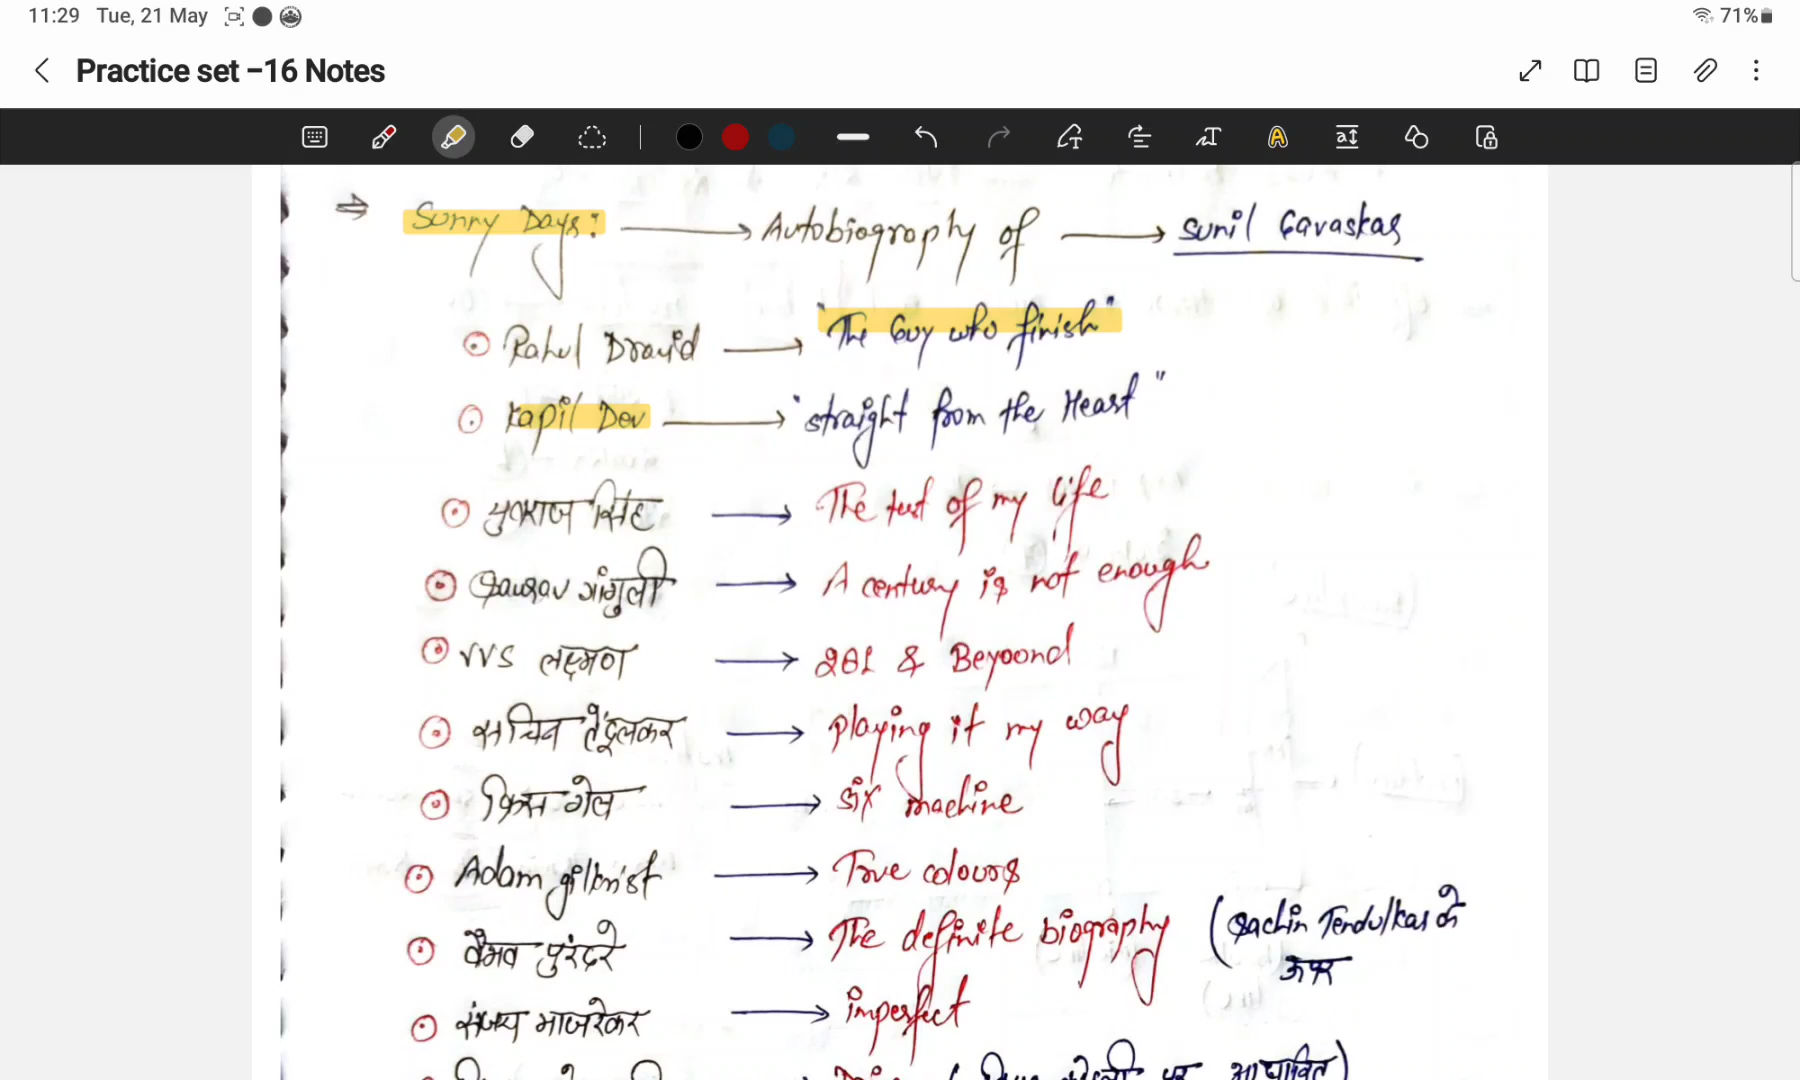 11:29 Tue, 21 May 71%
Practice set –16 Notes
⇒ Sunny Days: → Autobiography of → Sunil Gavaskar
Rahul Dravid → "The Guy who finish"
Kapil Dev → "straight from the Heart"
युवराज सिंह → The test of my life
Saurav गांगुली → A century is not enough
VVS लक्ष्मण → 281 & Beyoond
सचिन तेंदूलकर → playing it my way
क्रिस गेल → six machine
Adam gilkrist → True colours
वैभव पुरंदरे → The definite biography (Sachin Tendulkar के
ऊपर
संजय माजरेकर → imperfect
आधारित)